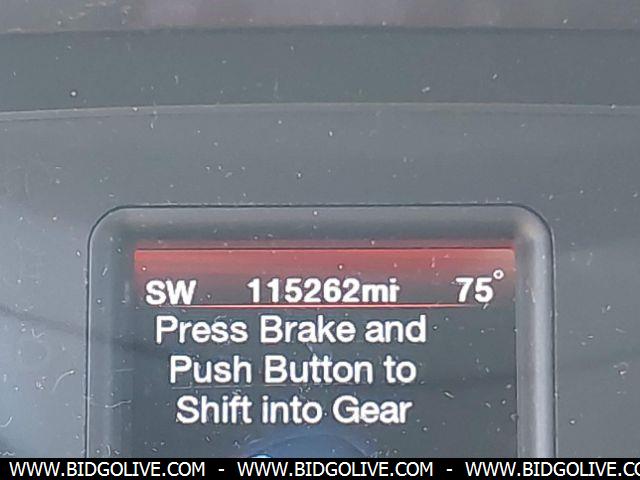 SW 115262mi 75°
Press Brake and
Push Button to
Shift into Gear
WWW.BIDGOLIVE.COM - WWW.BIDGOLIVE.COM - WWW.BIDGOLIVE.CO